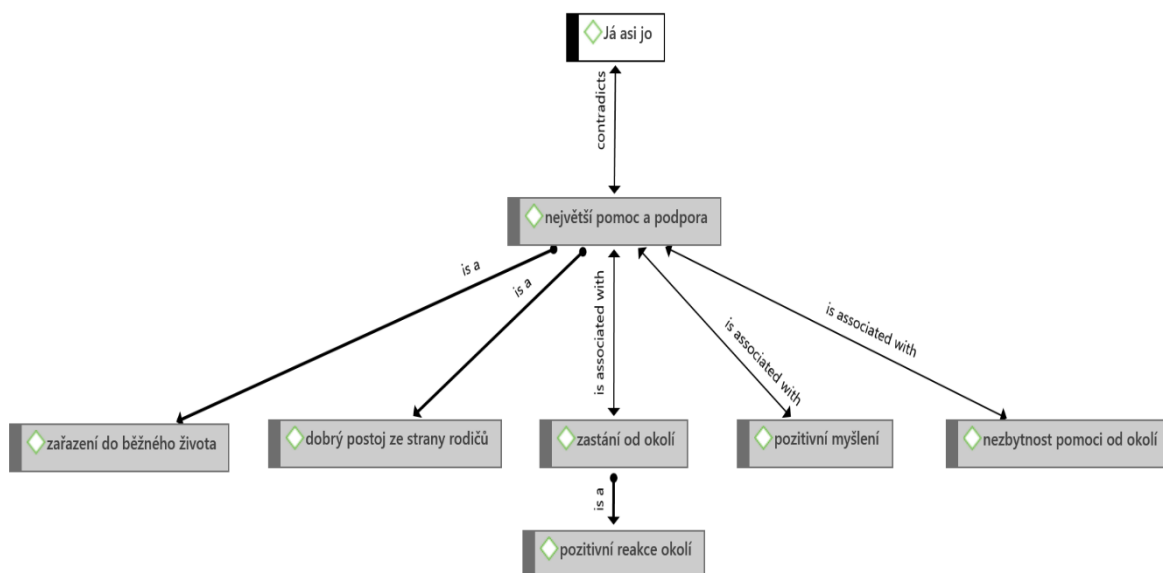 Já asi jo
contradicts
největší pomoc a podpora
is a
is a
is associated with
is associated with
is associated with
zařazení do běžného života
dobrý postoj ze strany rodičů
zastání od okolí
pozitivní myšlení
nezbytnost pomoci od okolí
is a
pozitivní reakce okolí